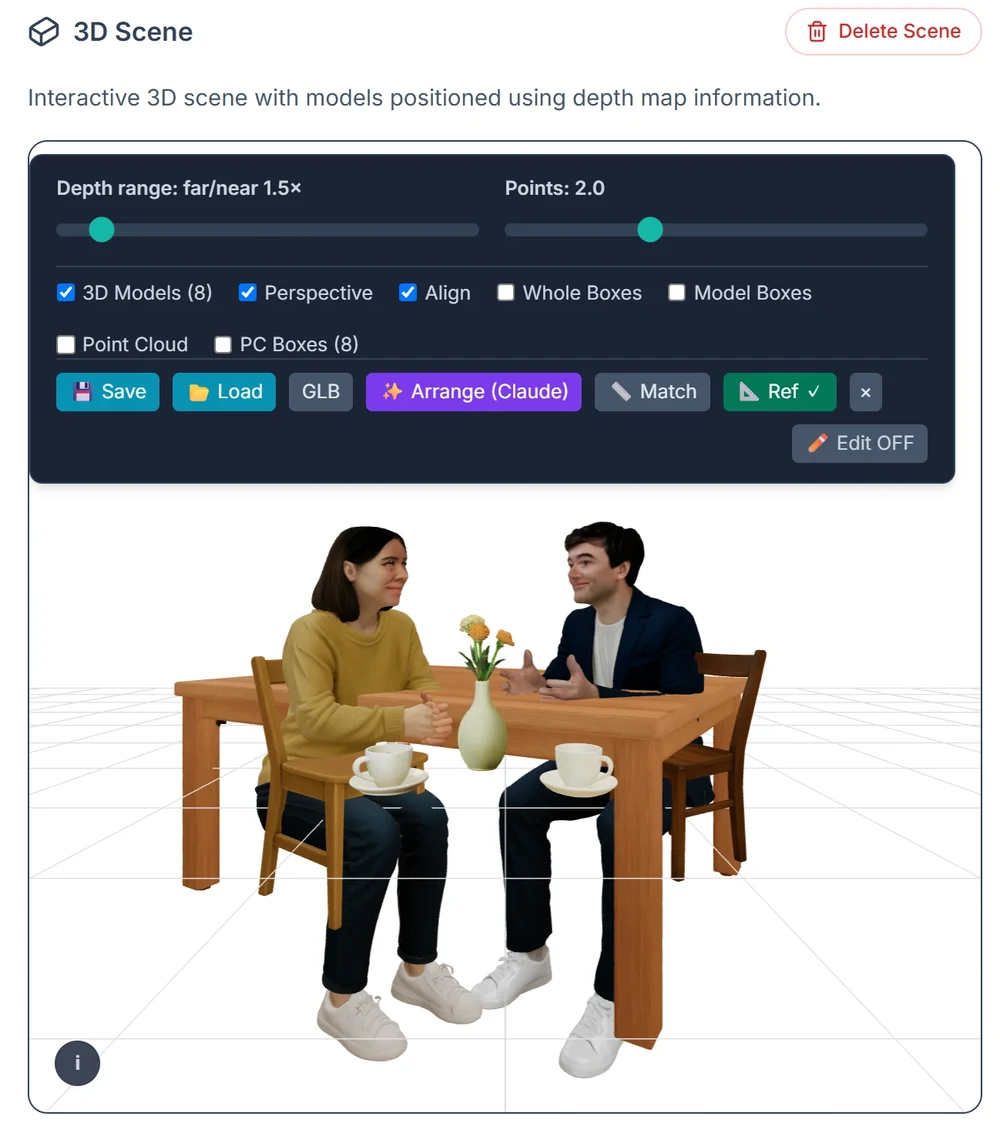 3D Scene
Delete Scene
Interactive 3D scene with models positioned using depth map information.
Depth range: far/near 1.5×
Points: 2.0
3D Models (8)
Perspective
Align
Whole Boxes
Model Boxes
Point Cloud
PC Boxes (8)
Save
Load
GLB
Arrange (Claude)
Match
Ref ✓
×
Edit OFF
i